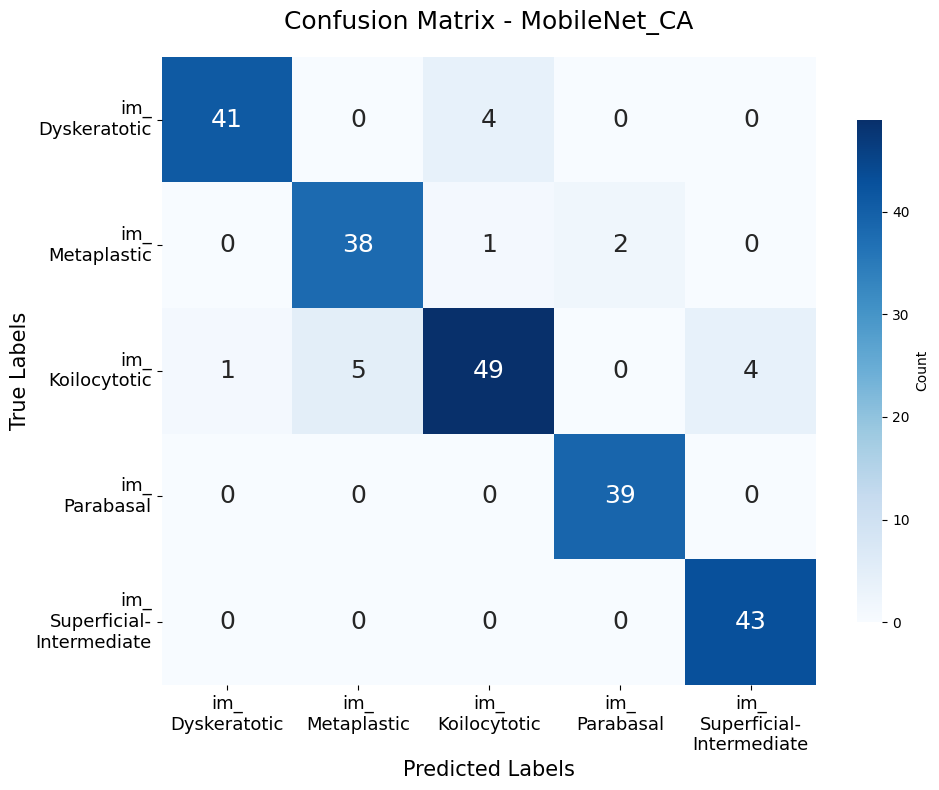 Confusion Matrix - MobileNet_CA
True Labels
im_
Dyskeratotic
41 0 4 0 0
im_
Metaplastic
0 38 1 2 0
im_
Koilocytotic
1 5 49 0 4
im_
Parabasal
0 0 0 39 0
im_
Superficial-
Intermediate
0 0 0 0 43
im_
Dyskeratotic
im_
Metaplastic
im_
Koilocytotic
im_
Parabasal
im_
Superficial-
Intermediate
Predicted Labels
40
30
20
10
0
Count